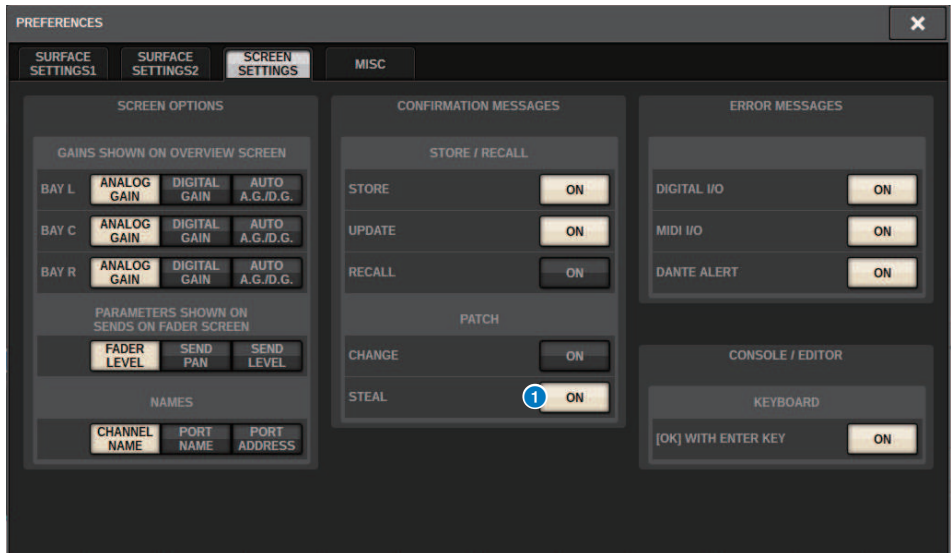 PREFERENCES
SURFACE
SETTINGS1
SURFACE
SETTINGS2
SCREEN
SETTINGS
MISC
SCREEN OPTIONS
GAINS SHOWN ON OVERVIEW SCREEN
BAY L
ANALOG
GAIN
DIGITAL
GAIN
AUTO
A.G./D.G.
BAY C
ANALOG
GAIN
DIGITAL
GAIN
AUTO
A.G./D.G.
BAY R
ANALOG
GAIN
DIGITAL
GAIN
AUTO
A.G./D.G.
PARAMETERS SHOWN ON
SENDS ON FADER SCREEN
FADER
LEVEL
SEND
PAN
SEND
LEVEL
NAMES
CHANNEL
NAME
PORT
NAME
PORT
ADDRESS
CONFIRMATION MESSAGES
STORE / RECALL
STORE ON
UPDATE ON
RECALL ON
PATCH
CHANGE ON
STEAL 1 ON
ERROR MESSAGES
DIGITAL I/O ON
MIDI I/O ON
DANTE ALERT ON
CONSOLE / EDITOR
KEYBOARD
[OK] WITH ENTER KEY ON